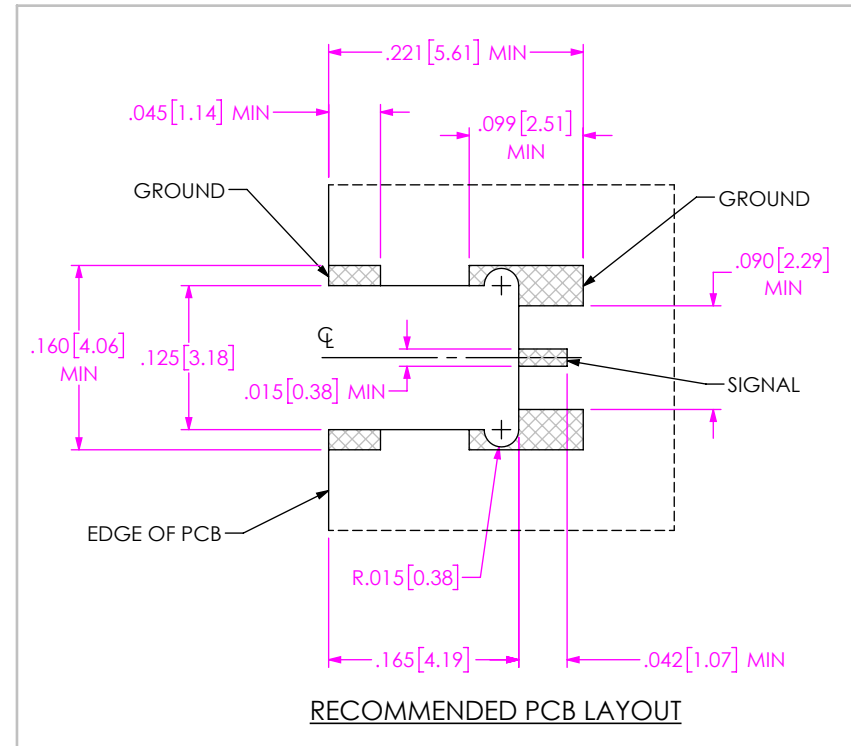 .221[5.61] MIN
.045[1.14] MIN
.099[2.51]
MIN
GROUND
GROUND
.090[2.29]
MIN
℄
.160[4.06]
MIN
.125[3.18]
.015[0.38] MIN
SIGNAL
EDGE OF PCB
R.015[0.38]
.165[4.19]
.042[1.07] MIN
RECOMMENDED PCB LAYOUT